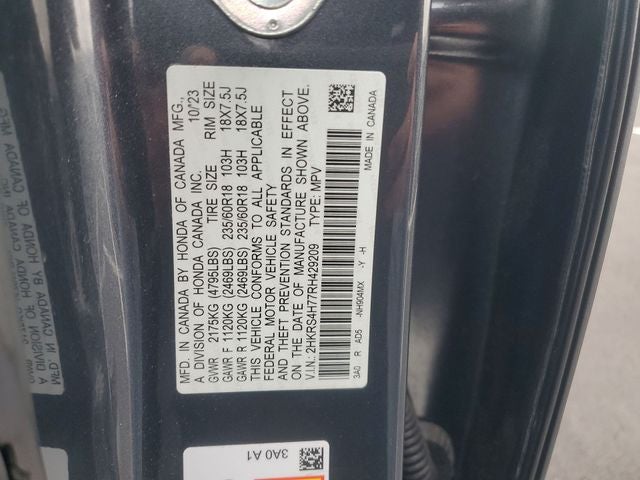 MFD. IN CANADA BY HONDA OF CANADA MFG.
A DIVISION OF HONDA CANADA INC. 10/23
GVWR 2175KG (4795LBS) TIRE SIZE RIM SIZE
GAWR F 1120KG (2469LBS) 235/60R18 103H 18X7.5J
GAWR R 1120KG (2469LBS) 235/60R18 103H 18X7.5J
THIS VEHICLE CONFORMS TO ALL APPLICABLE
FEDERAL MOTOR VEHICLE SAFETY
AND THEFT PREVENTION STANDARDS IN EFFECT
ON THE DATE OF MANUFACTURE SHOWN ABOVE.
V.I.N.: 2HKRS4H77RH429209 TYPE: MPV
3A0 R AD5 -NH904MX -Y -H MADE IN CANADA
3A0 A1